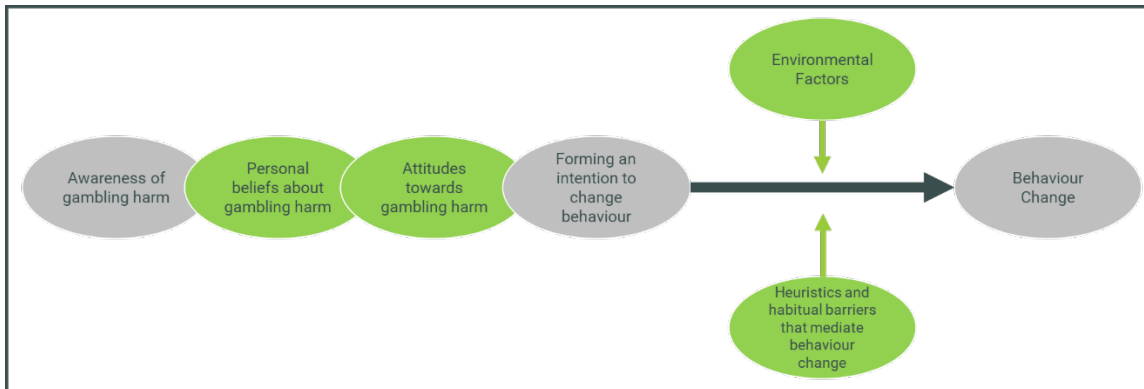 Environmental
Factors
Awareness of
gambling harm
Personal
beliefs about
gambling harm
Attitudes
towards
gambling harm
Forming an
intention to
change
behaviour
Behaviour
Change
Heuristics and
habitual barriers
that mediate
behaviour
change